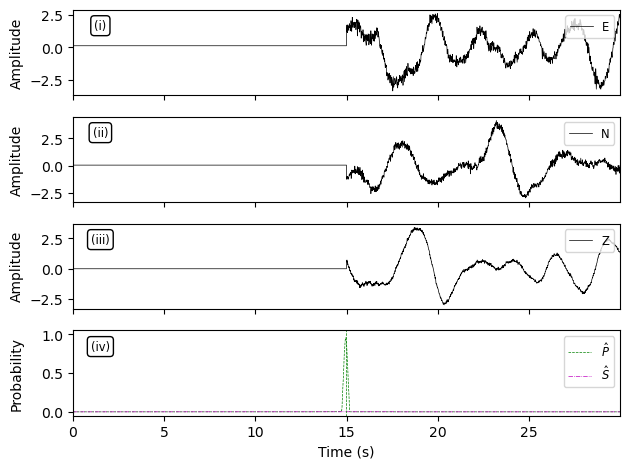 (i)
E
Amplitude
2.5
0.0
−2.5
(ii)
N
Amplitude
2.5
0.0
−2.5
(iii)
Z
Amplitude
2.5
0.0
−2.5
(iv)
P̂
Ŝ
Probability
1.0
0.5
0.0
0 5 10 15 20 25
Time (s)